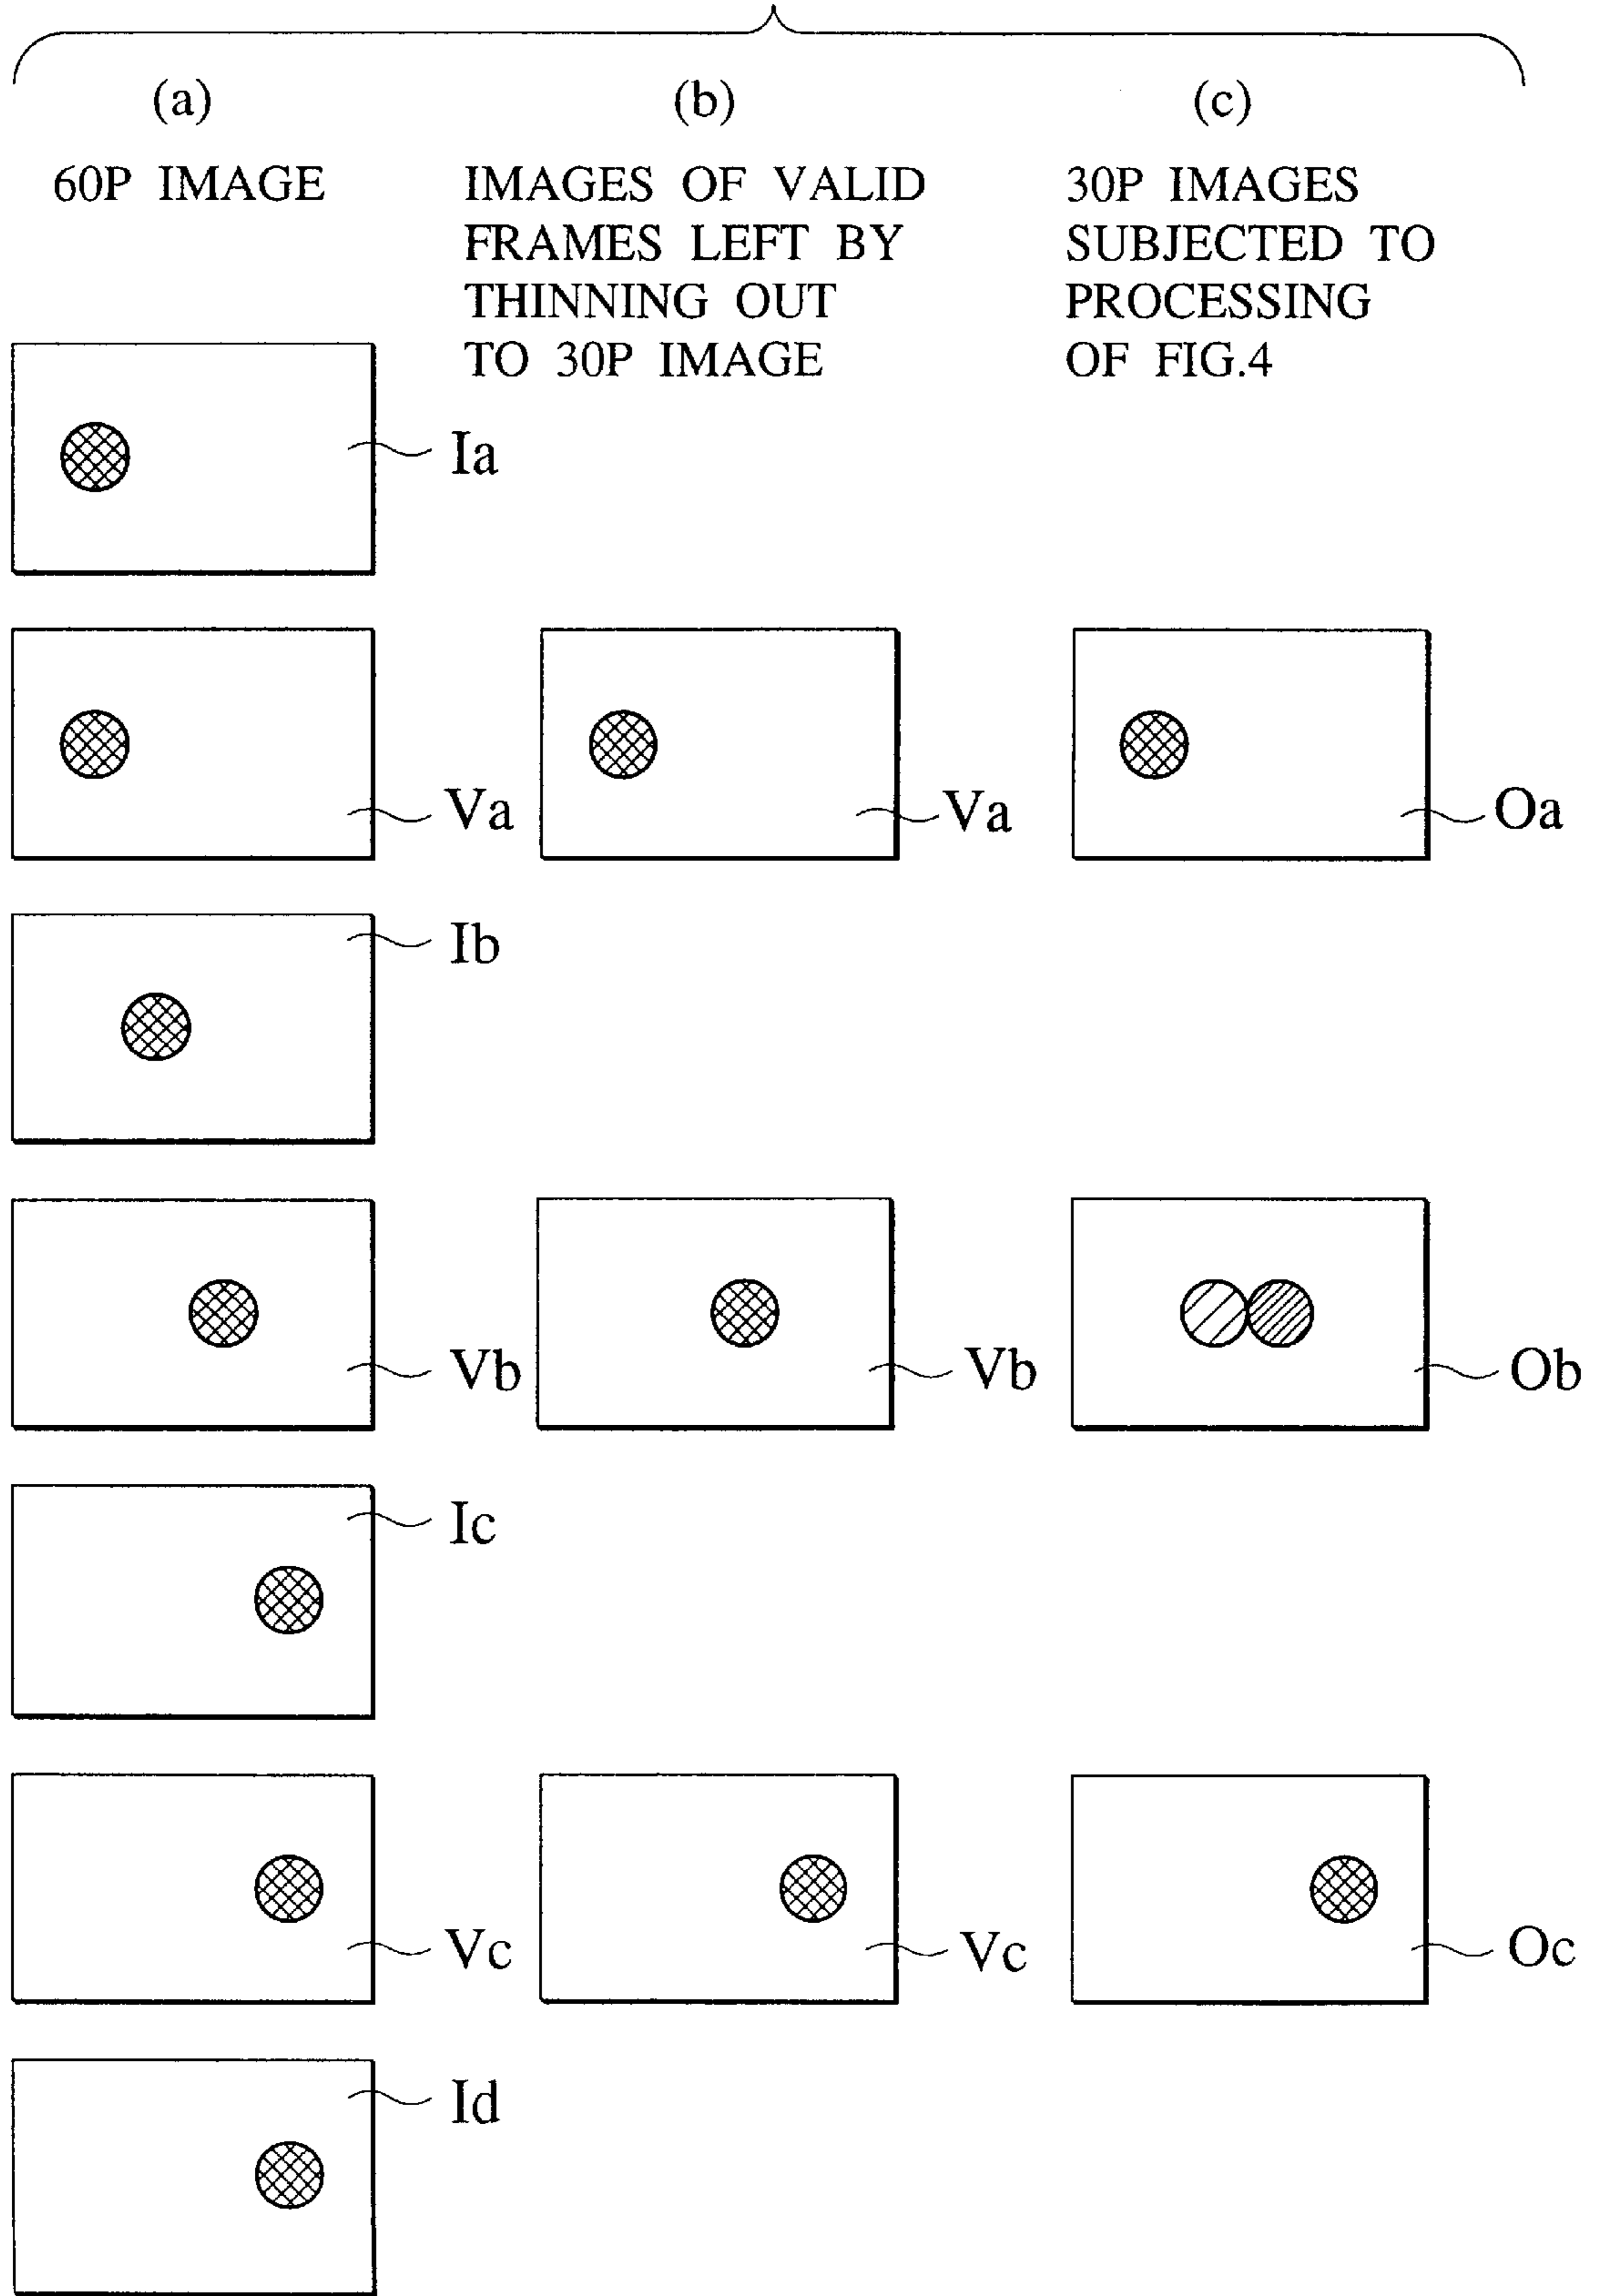 (a)
60P IMAGE
(b)
IMAGES OF VALID
FRAMES LEFT BY
THINNING OUT
TO 30P IMAGE
(c)
30P IMAGES
SUBJECTED TO
PROCESSING
OF FIG.4
Ia
Va
Va
Oa
Ib
Vb
Vb
Ob
Ic
Vc
Vc
Oc
Id